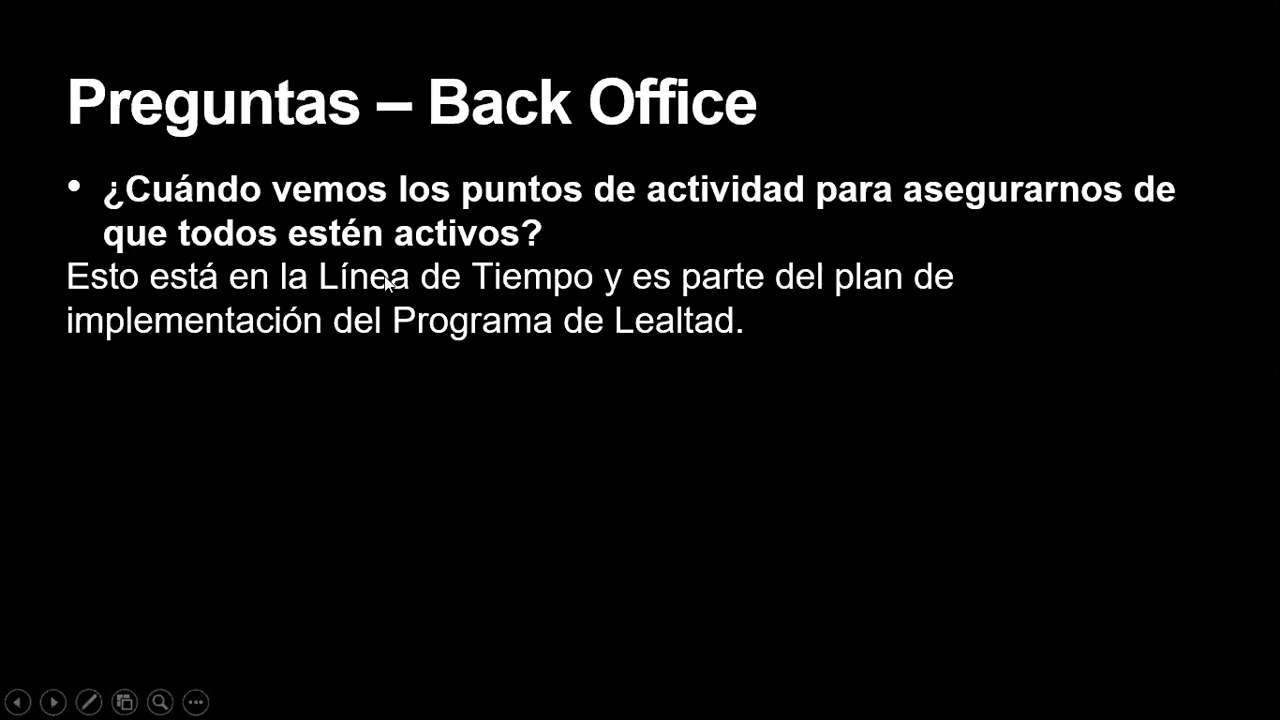 Preguntas – Back Office
• ¿Cuándo vemos los puntos de actividad para asegurarnos de
que todos estén activos?
Esto está en la Línea de Tiempo y es parte del plan de
implementación del Programa de Lealtad.